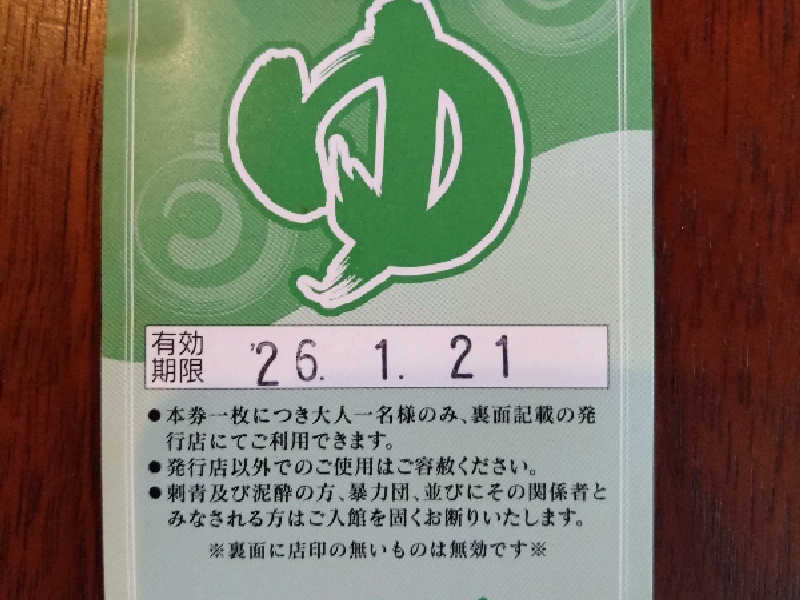 ゆ
有効
期限 '26. 1. 21
●本券一枚につき大人一名様のみ、裏面記載の発
行店にてご利用できます。
●発行店以外でのご使用はご容赦ください。
●刺青及び泥酔の方、暴力団、並びにその関係者と
みなされる方はご入館を固くお断りいたします。
※裏面に店印の無いものは無効です※